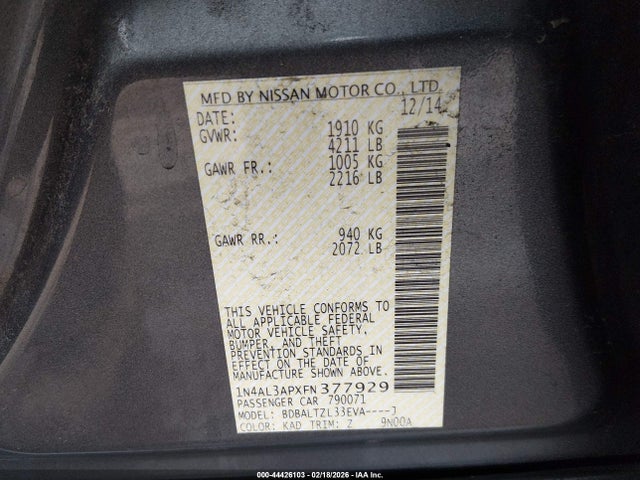 MFD BY NISSAN MOTOR CO., LTD.
DATE: 12/14
GVWR: 1910 KG
4211 LB
GAWR FR.: 1005 KG
2216 LB
GAWR RR.: 940 KG
2072 LB
THIS VEHICLE CONFORMS TO
ALL APPLICABLE FEDERAL
MOTOR VEHICLE SAFETY,
BUMPER, AND THEFT
PREVENTION STANDARDS IN
EFFECT ON THE DATE OF
MANUFACTURE SHOWN ABOVE.
1N4AL3APXFN377929
PASSENGER CAR 790071
MODEL: BDBALTZL33EVA----J
COLOR: KAD TRIM: Z 9N00A
000-44426103 - 02/18/2026 - IAA Inc.